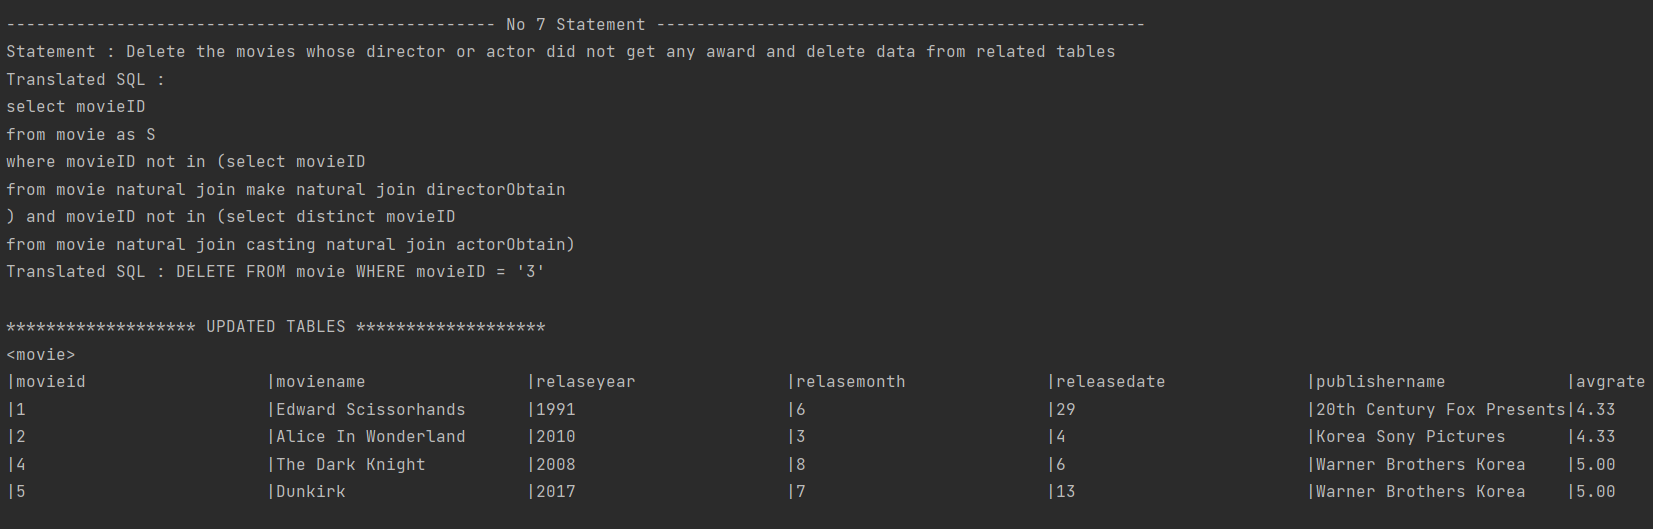 ------------------------------------------------- No 7 Statement -------------------------------------------------
Statement : Delete the movies whose director or actor did not get any award and delete data from related tables
Translated SQL :
select movieID
from movie as S
where movieID not in (select movieID
from movie natural join make natural join directorObtain
) and movieID not in (select distinct movieID
from movie natural join casting natural join actorObtain)
Translated SQL : DELETE FROM movie WHERE movieID = '3'
******************* UPDATED TABLES *******************
<movie>
|movieid                  |moviename                |relaseyear               |relasemonth              |releasedate              |publishername            |avgrate
|1                        |Edward Scissorhands      |1991                     |6                        |29                       |20th Century Fox Presents|4.33
|2                        |Alice In Wonderland      |2010                     |3                        |4                        |Korea Sony Pictures      |4.33
|4                        |The Dark Knight          |2008                     |8                        |6                        |Warner Brothers Korea    |5.00
|5                        |Dunkirk                  |2017                     |7                        |13                       |Warner Brothers Korea    |5.00